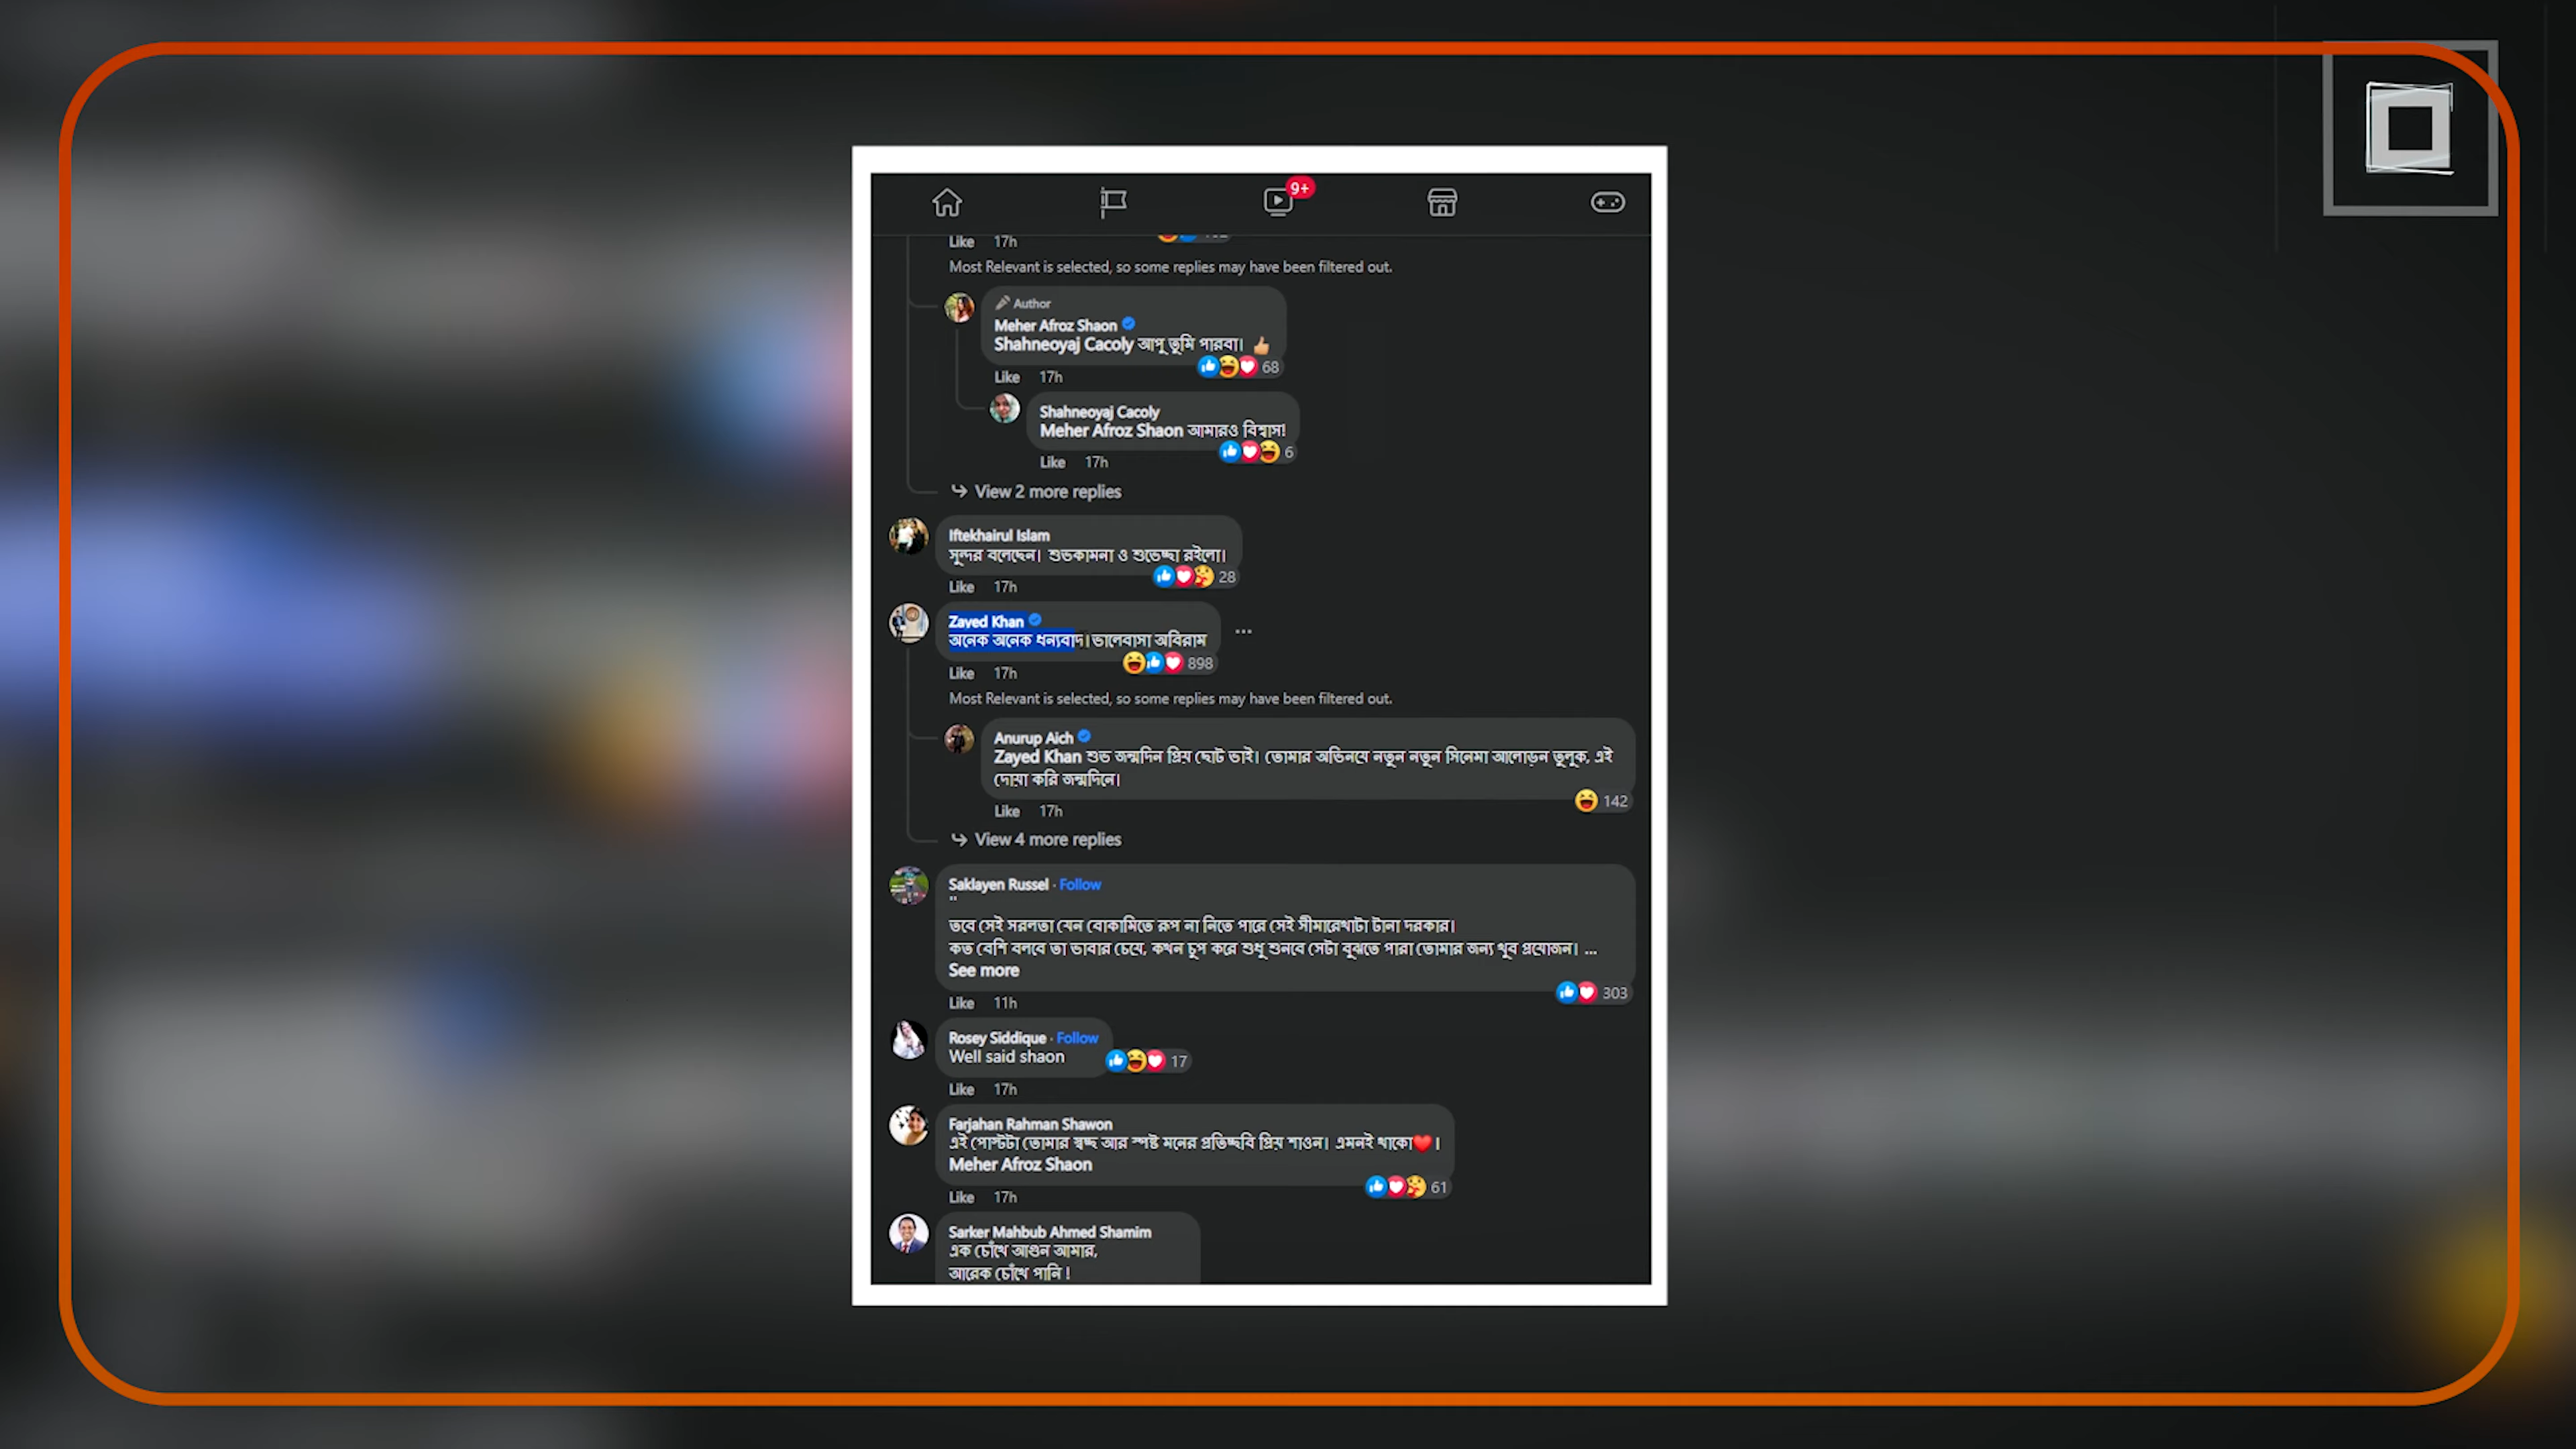 9+
Like 17h
Most Relevant is selected, so some replies may have been filtered out.
Author
Meher Afroz Shaon
Shahneoyaj Cacoly আপু তুমি পারবা। 👍
Like 17h 68
Shahneoyaj Cacoly
Meher Afroz Shaon আমারও বিশ্বাস!
Like 17h 6
View 2 more replies
Iftekhairul Islam
সুন্দর বলেছেন। শুভকামনা ও শুভেচ্ছা রইলো।
Like 17h 28
Zayed Khan
অনেক অনেক ধন্যবাদ। ভালোবাসা অবিরাম
Like 17h 898
Most Relevant is selected, so some replies may have been filtered out.
Anurup Aich
Zayed Khan শুভ জন্মদিন প্রিয় ছোট ভাই। তোমার অভিনয়ে নতুন নতুন সিনেমা আলোড়ন তুলুক, এই
দোয়া করি জন্মদিনে।
Like 17h 142
View 4 more replies
Saklayen Russel · Follow
"
তবে সেই সরলতা যেন বোকামিতে রূপ না নিতে পারে সেই সীমারেখাটা টানা দরকার।
কত বেশি বলবে তা ভাবার চেয়ে, কখন চুপ করে শুধু শুনবে সেটা বুঝতে পারা তোমার জন্য খুব প্রয়োজন। ...
See more
Like 11h 303
Rosey Siddique · Follow
Well said shaon 17
Like 17h
Farjahan Rahman Shawon
এই পোস্টটা তোমার স্বচ্ছ আর স্পষ্ট মনের প্রতিচ্ছবি প্রিয় শাওন। এমনই থাকো❤️।
Meher Afroz Shaon
Like 17h 61
Sarker Mahbub Ahmed Shamim
এক চোঁখে আগুন আমার,
আরেক চোঁখে পানি !